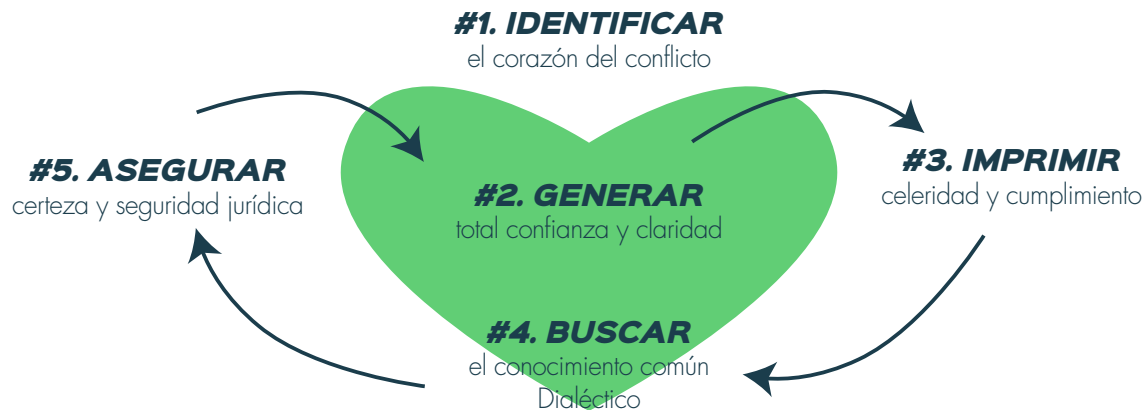 #1. IDENTIFICAR
el corazón del conflicto
#2. GENERAR
total confianza y claridad
#3. IMPRIMIR
celeridad y cumplimiento
#4. BUSCAR
el conocimiento común
Dialéctico
#5. ASEGURAR
certeza y seguridad jurídica